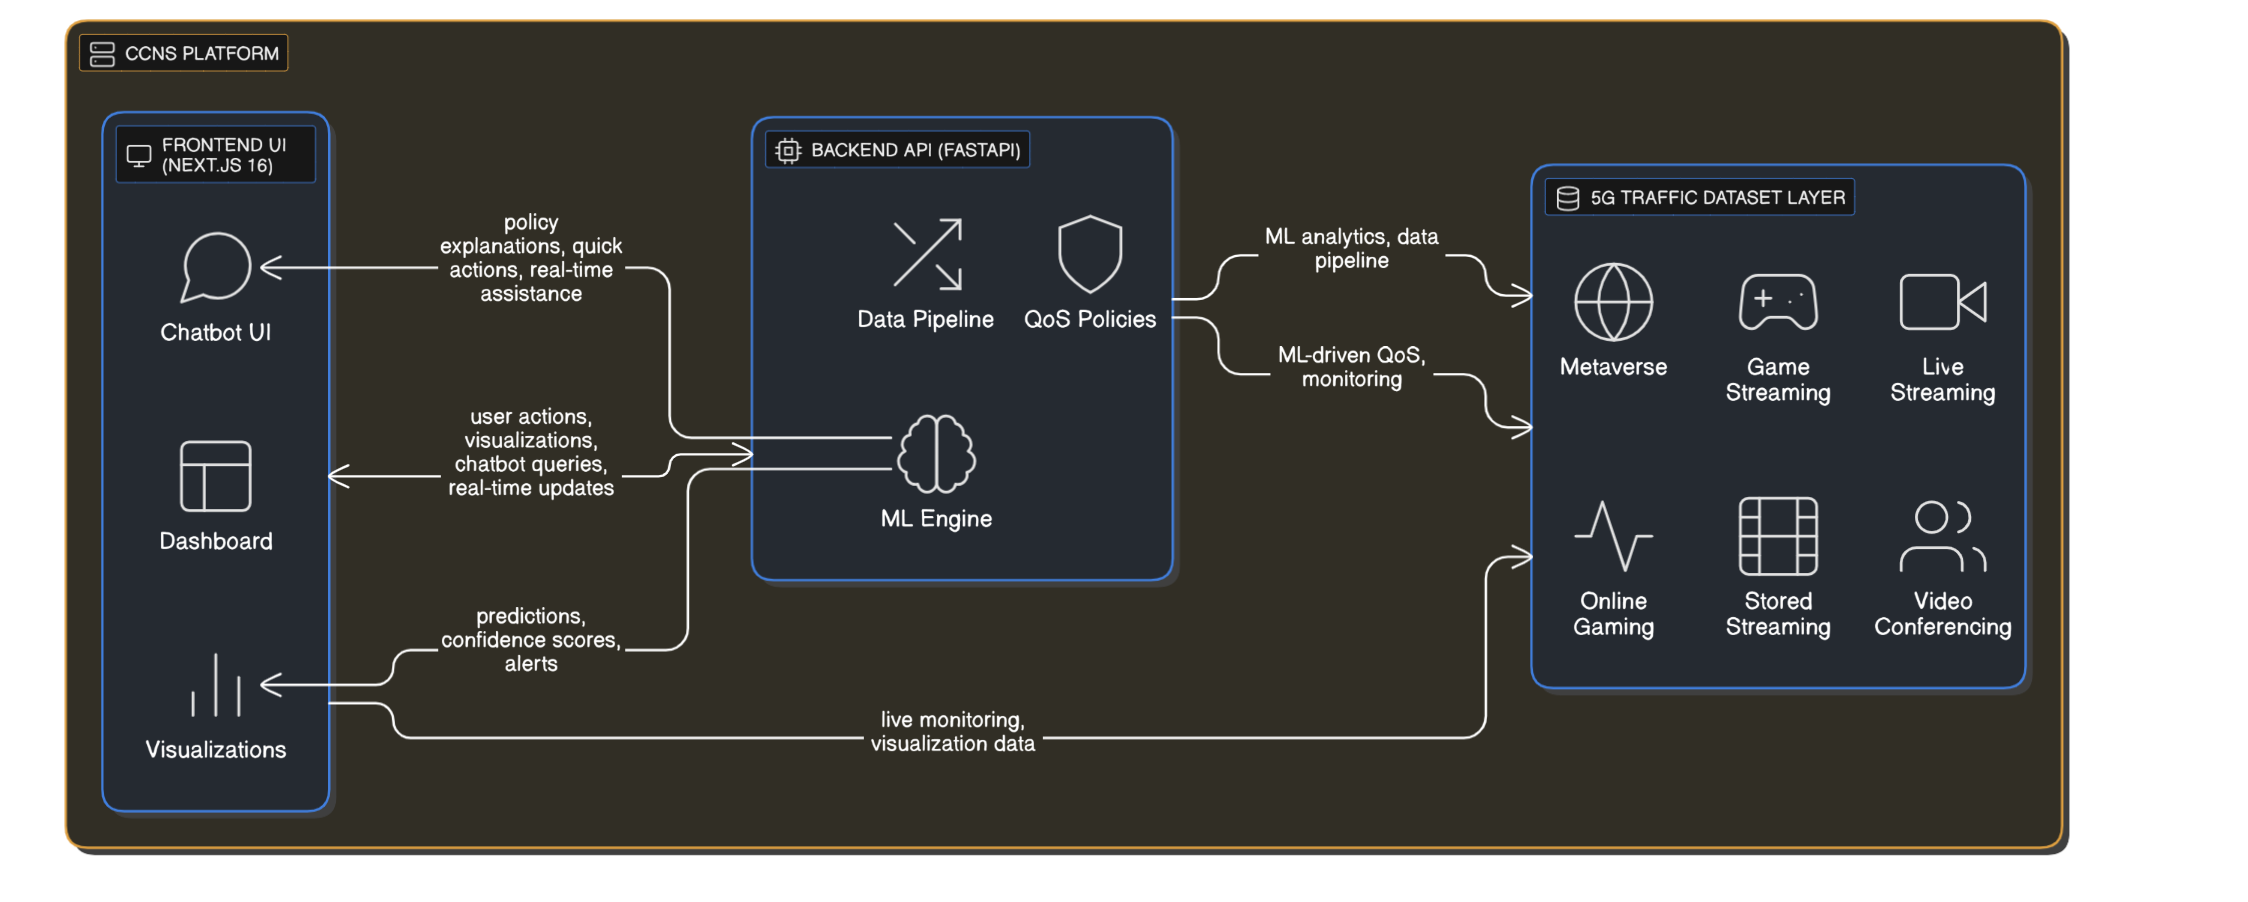 CCNS PLATFORM
FRONTEND UI
(NEXT.JS 16)
Chatbot UI
Dashboard
Visualizations
policy
explanations, quick
actions, real-time
assistance
user actions,
visualizations,
chatbot queries,
real-time updates
predictions,
confidence scores,
alerts
BACKEND API (FASTAPI)
Data Pipeline
QoS Policies
ML Engine
live monitoring,
visualization data
ML analytics, data
pipeline
ML-driven QoS,
monitoring
5G TRAFFIC DATASET LAYER
Metaverse
Game
Streaming
Live
Streaming
Online
Gaming
Stored
Streaming
Video
Conferencing